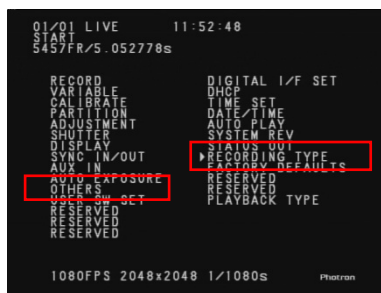 01/01 LIVE 11:52:48
START
5457FR/5.052778s
RECORD
VARIABLE
CALIBRATE
PARTITION
ADJUSTMENT
SHUTTER
DISPLAY
SYNC IN/OUT
AUX IN
AUTO EXPOSURE
OTHERS
USER SW SET
RESERVED
RESERVED
RESERVED
DIGITAL I/F SET
DHCP
TIME SET
DATE/TIME
AUTO PLAY
SYSTEM REV
STATUS OUT
▶RECORDING TYPE
FACTORY DEFAULTS
RESERVED
RESERVED
PLAYBACK TYPE
1080FPS 2048x2048 1/1080s Photron